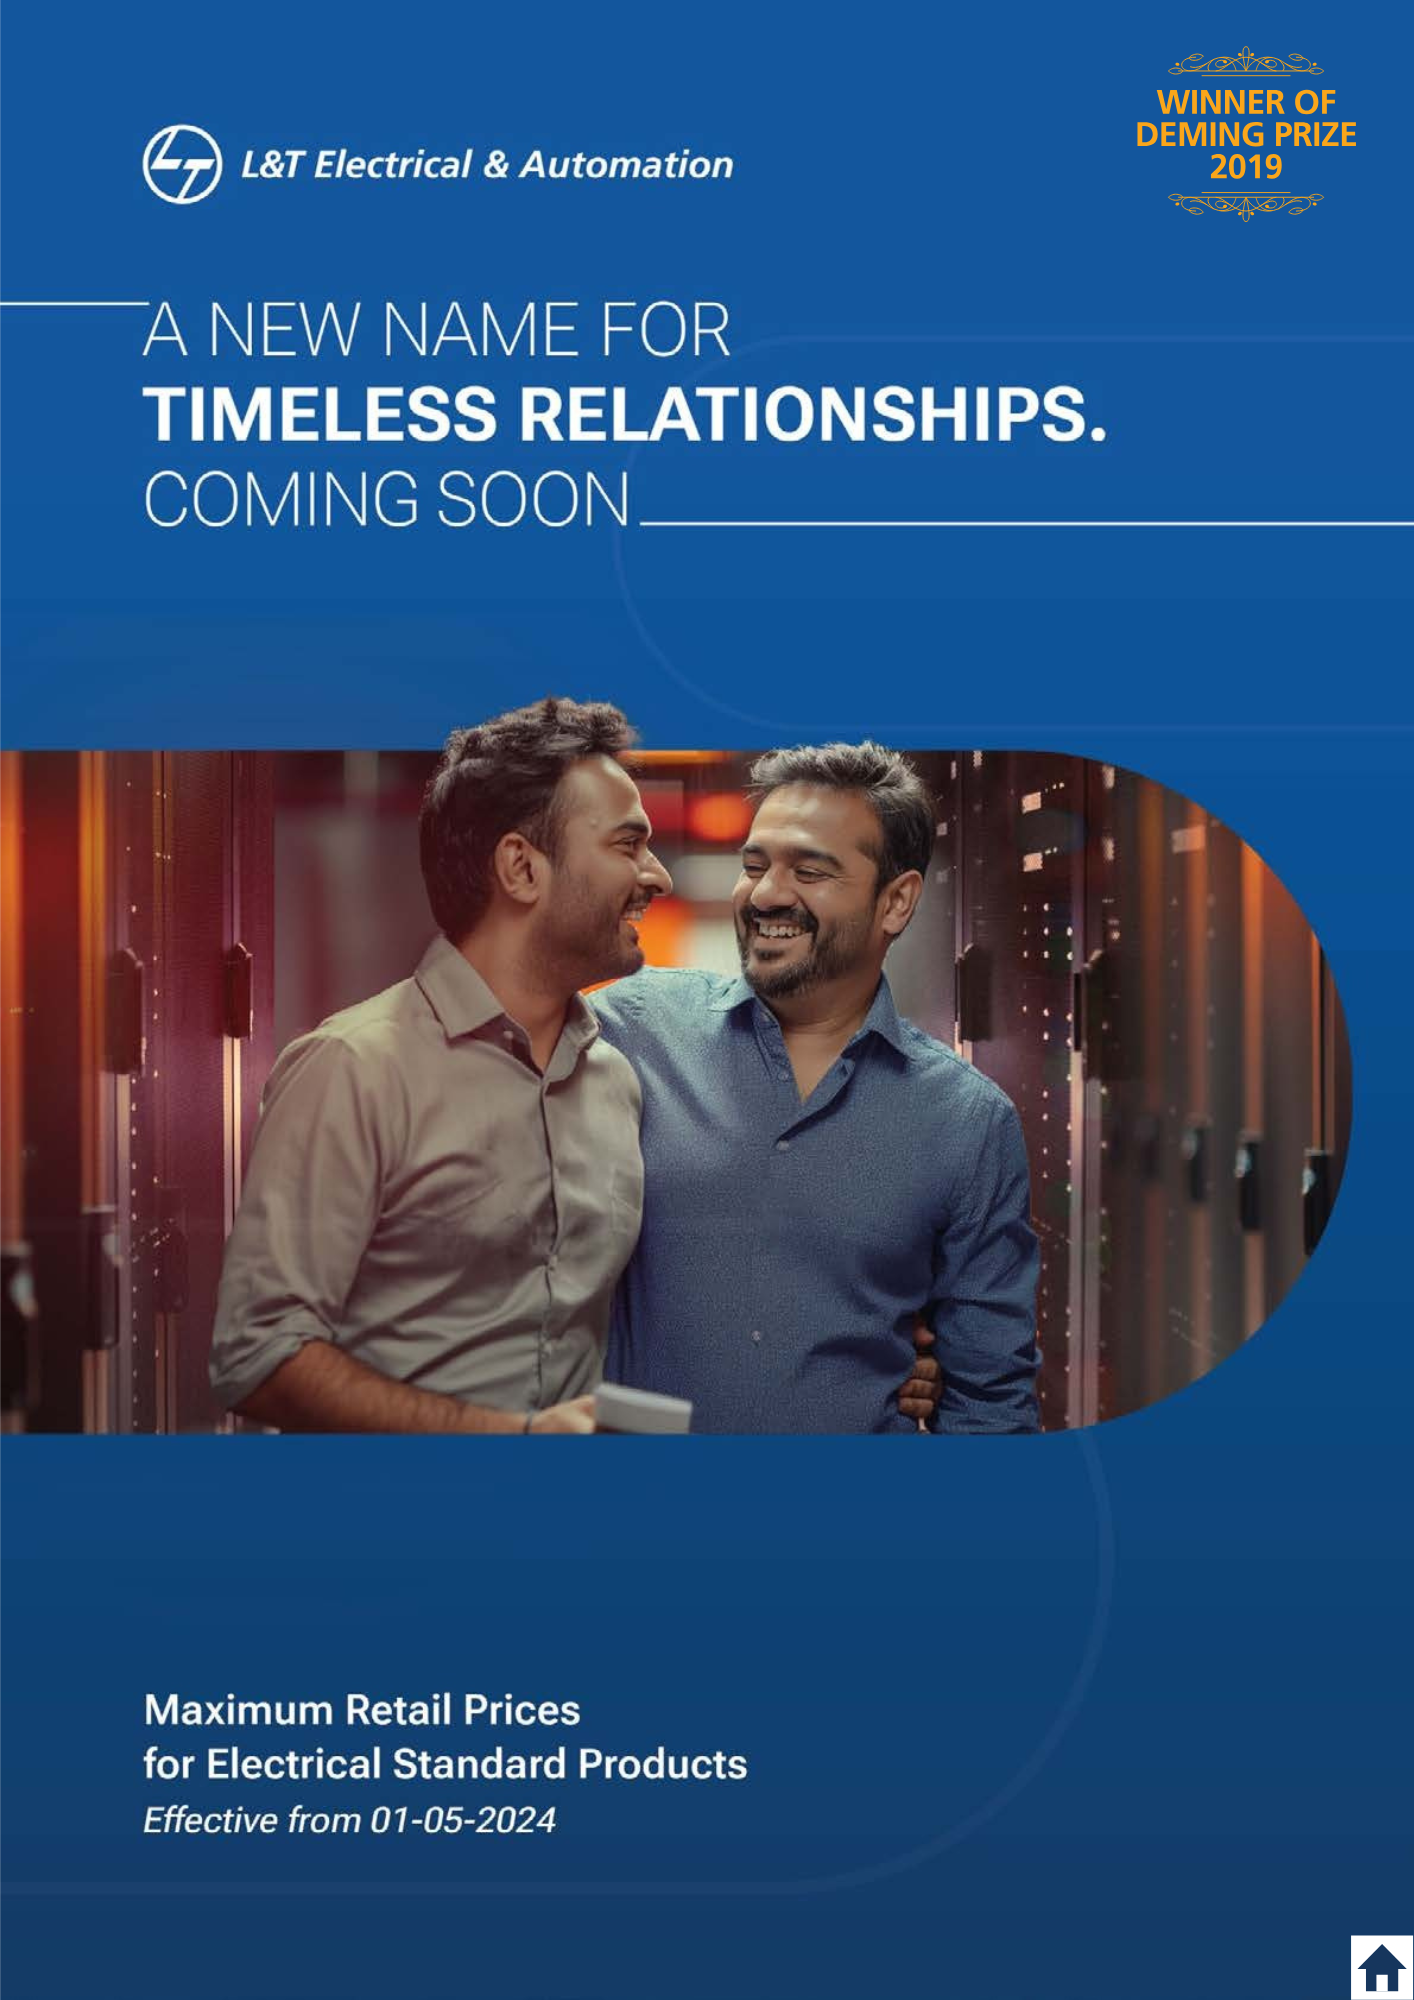 WINNER OF
DEMING PRIZE
2019
L&T Electrical & Automation
A NEW NAME FOR
TIMELESS RELATIONSHIPS.
COMING SOON
Maximum Retail Prices
for Electrical Standard Products
Effective from 01-05-2024